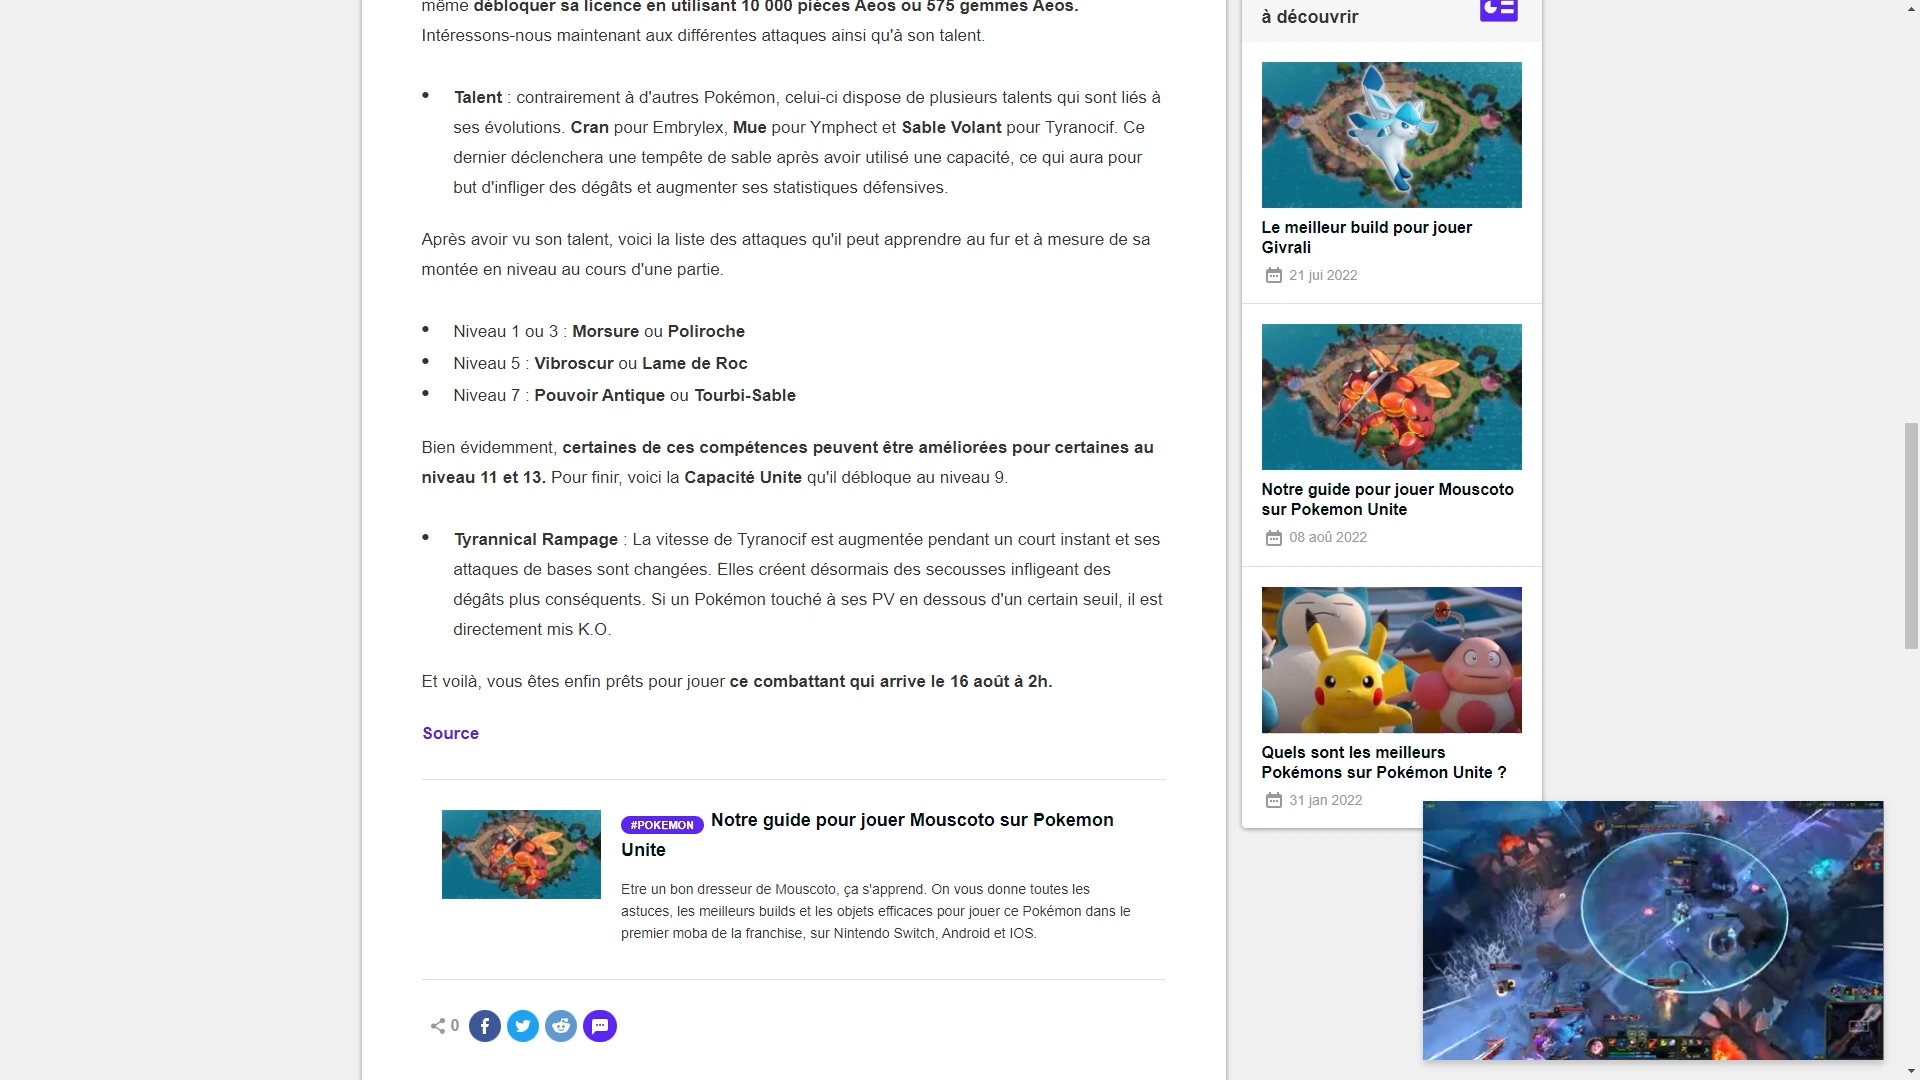 même débloquer sa licence en utilisant 10 000 pièces Aeos ou 575 gemmes Aeos.
Intéressons-nous maintenant aux différentes attaques ainsi qu'à son talent.
• Talent : contrairement à d'autres Pokémon, celui-ci dispose de plusieurs talents qui sont liés à
ses évolutions. Cran pour Embrylex, Mue pour Ymphect et Sable Volant pour Tyranocif. Ce
dernier déclenchera une tempête de sable après avoir utilisé une capacité, ce qui aura pour
but d'infliger des dégâts et augmenter ses statistiques défensives.
Après avoir vu son talent, voici la liste des attaques qu'il peut apprendre au fur et à mesure de sa
montée en niveau au cours d'une partie.
• Niveau 1 ou 3 : Morsure ou Poliroche
• Niveau 5 : Vibroscur ou Lame de Roc
• Niveau 7 : Pouvoir Antique ou Tourbi-Sable
Bien évidemment, certaines de ces compétences peuvent être améliorées pour certaines au
niveau 11 et 13. Pour finir, voici la Capacité Unite qu'il débloque au niveau 9.
• Tyrannical Rampage : La vitesse de Tyranocif est augmentée pendant un court instant et ses
attaques de bases sont changées. Elles créent désormais des secousses infligeant des
dégâts plus conséquents. Si un Pokémon touché à ses PV en dessous d'un certain seuil, il est
directement mis K.O.
Et voilà, vous êtes enfin prêts pour jouer ce combattant qui arrive le 16 août à 2h.
Source
#POKEMON Notre guide pour jouer Mouscoto sur Pokemon
Unite
Etre un bon dresseur de Mouscoto, ça s'apprend. On vous donne toutes les
astuces, les meilleurs builds et les objets efficaces pour jouer ce Pokémon dans le
premier moba de la franchise, sur Nintendo Switch, Android et IOS.
0
à découvrir
Le meilleur build pour jouer
Givrali
21 jui 2022
Notre guide pour jouer Mouscoto
sur Pokemon Unite
08 aoû 2022
Quels sont les meilleurs
Pokémons sur Pokémon Unite ?
31 jan 2022